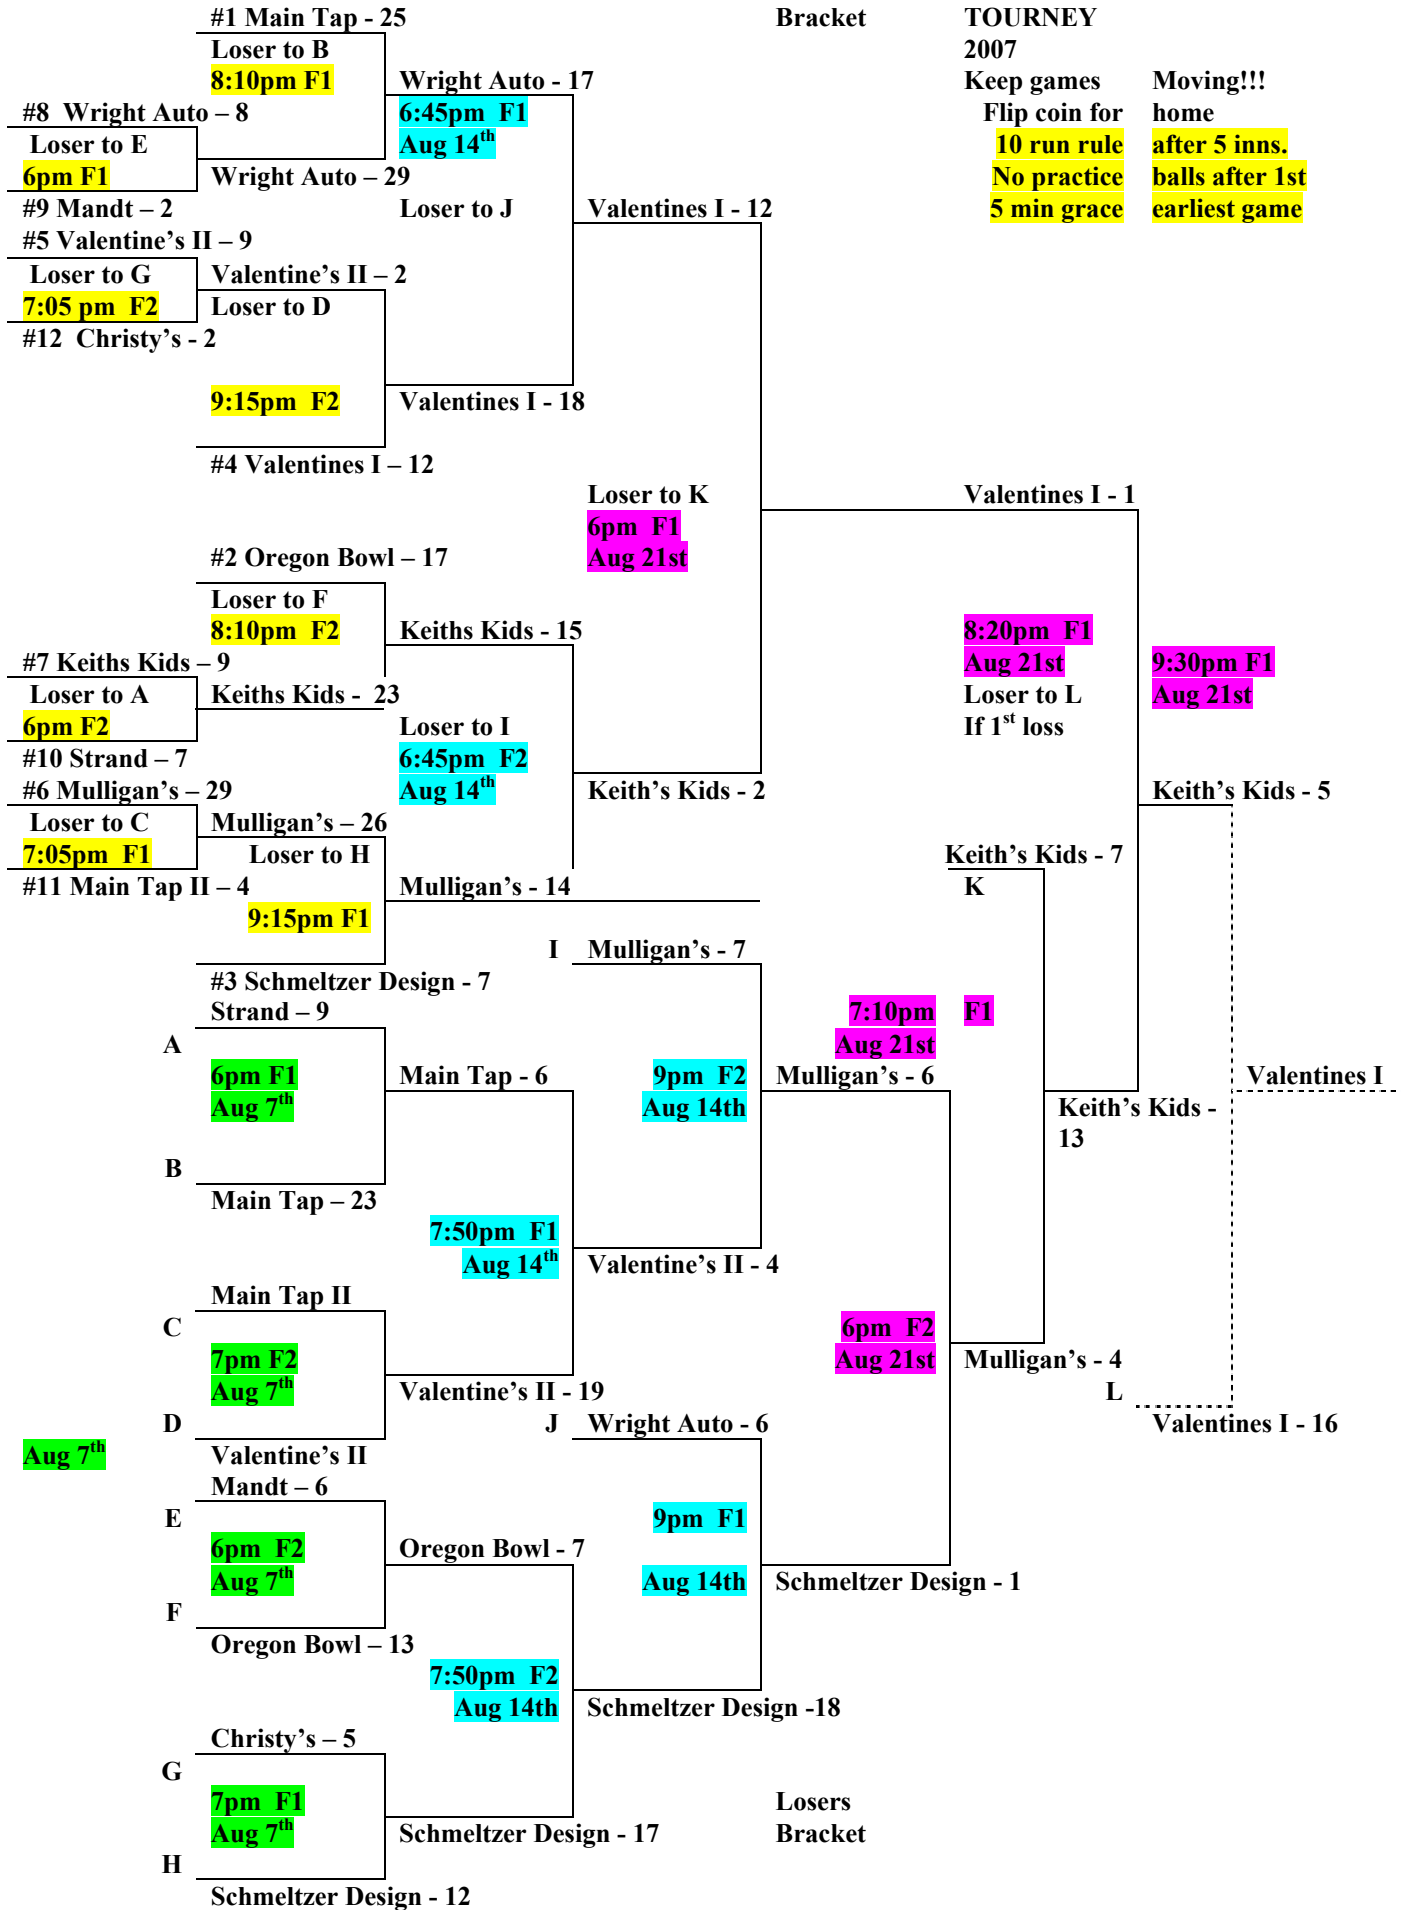 #1 Main Tap - 25 Bracket TOURNEY
Loser to B 2007
8:10pm F1 Wright Auto - 17 Keep games Moving!!!
#8 Wright Auto – 8 6:45pm F1 Flip coin for home
Loser to E Aug 14th 10 run rule after 5 inns.
6pm F1 Wright Auto – 29 No practice balls after 1st
#9 Mandt – 2 Loser to J Valentines I - 12 5 min grace earliest game
#5 Valentine's II – 9
Loser to G Valentine's II – 2
7:05 pm F2 Loser to D
#12 Christy's - 2
9:15pm F2 Valentines I - 18
#4 Valentines I – 12
Loser to K Valentines I - 1
6pm F1
#2 Oregon Bowl – 17 Aug 21st
Loser to F
8:10pm F2 Keiths Kids - 15 8:20pm F1
#7 Keiths Kids – 9 Aug 21st 9:30pm F1
Loser to A Keiths Kids - 23 Loser to L Aug 21st
6pm F2 Loser to I If 1st loss
#10 Strand – 7 6:45pm F2
#6 Mulligan's – 29 Aug 14th Keith's Kids - 2 Keith's Kids - 5
Loser to C Mulligan's – 26
7:05pm F1 Loser to H Keith's Kids - 7
#11 Main Tap II – 4 Mulligan's - 14 K
9:15pm F1
I Mulligan's - 7
#3 Schmeltzer Design - 7
Strand – 9 7:10pm F1
A Aug 21st
6pm F1 Main Tap - 6 9pm F2 Mulligan's - 6 Valentines I
Aug 7th Aug 14th Keith's Kids -
13
B
Main Tap – 23
7:50pm F1
Aug 14th Valentine's II - 4
Main Tap II
C 6pm F2
7pm F2 Aug 21st Mulligan's - 4
Aug 7th Valentine's II - 19 L
D J Wright Auto - 6 Valentines I - 16
Aug 7th Valentine's II
Mandt – 6
E 9pm F1
6pm F2 Oregon Bowl - 7
Aug 7th Aug 14th Schmeltzer Design - 1
F
Oregon Bowl – 13
7:50pm F2
Aug 14th Schmeltzer Design -18
Christy's – 5
G
7pm F1 Losers
Aug 7th Schmeltzer Design - 17 Bracket
H
Schmeltzer Design - 12